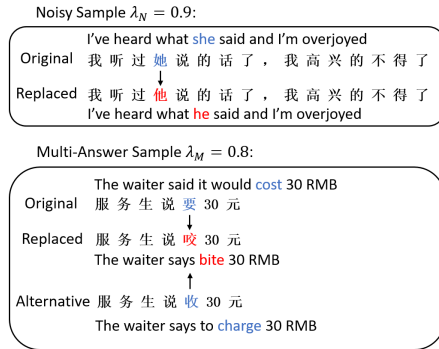 Noisy Sample λ_N = 0.9:
I've heard what she said and I'm overjoyed
Original 我 听 过 她 说 的 话 了 ， 我 高 兴 的 不 得 了
Replaced 我 听 过 他 说 的 话 了 ， 我 高 兴 的 不 得 了
I've heard what he said and I'm overjoyed
Multi-Answer Sample λ_M = 0.8:
The waiter said it would cost 30 RMB
Original 服 务 生 说 要 30 元
Replaced 服 务 生 说 咬 30 元
The waiter says bite 30 RMB
Alternative 服 务 生 说 收 30 元
The waiter says to charge 30 RMB